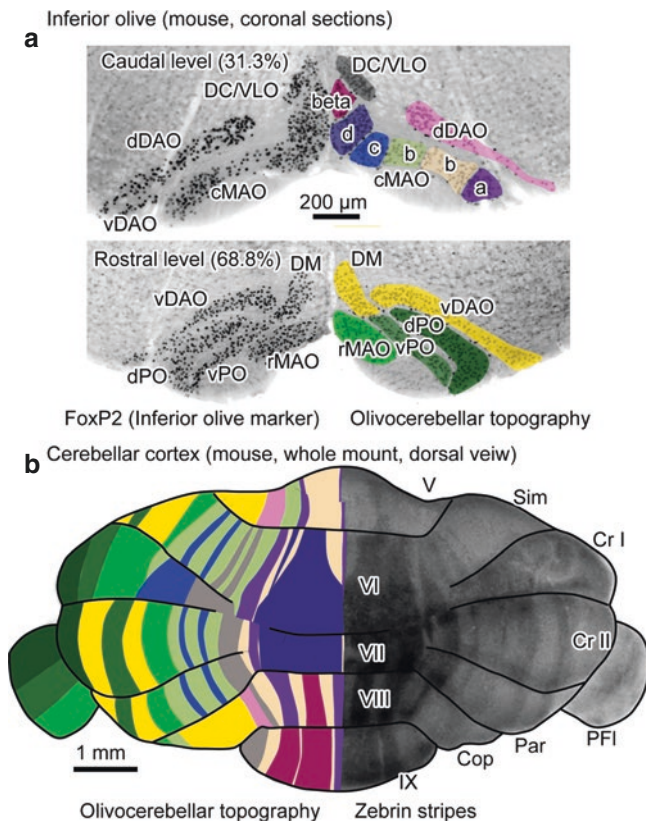 Inferior olive (mouse, coronal sections)
a
Caudal level (31.3%)
DC/VLO
DC/VLO
beta
dDAO
dDAO
d
c
b
b
a
cMAO
cMAO
vDAO
200 µm
Rostral level (68.8%)
DM
DM
vDAO
vDAO
dPO
rMAO
rMAO
vPO
dPO
vPO
FoxP2 (Inferior olive marker)
Olivocerebellar topography
b
Cerebellar cortex (mouse, whole mount, dorsal veiw)
V
Sim
Cr I
VI
Cr II
VII
VIII
PFl
Par
Cop
IX
1 mm
Olivocerebellar topography
Zebrin stripes